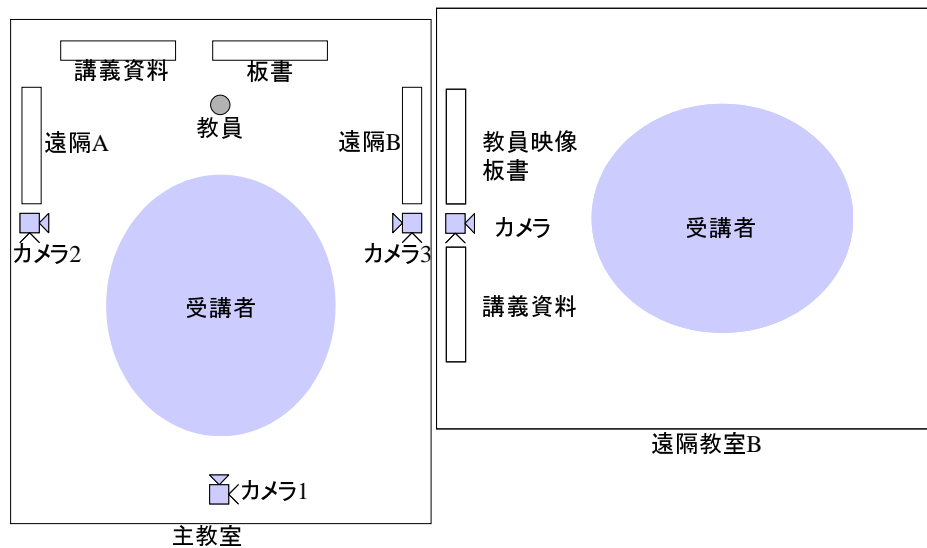 講義資料
板書
教員
遠隔A
遠隔B
カメラ2
カメラ3
受講者
カメラ1
主教室
教員映像
板書
カメラ
受講者
講義資料
遠隔教室B